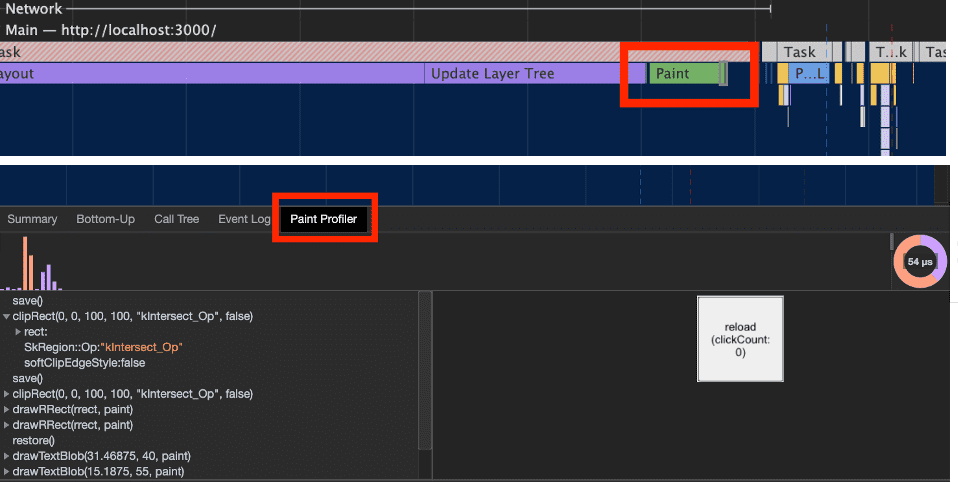 Network
Main — http://localhost:3000/
ask Task T...k Tas
ayout Update Layer Tree Paint P...L
Summary Bottom-Up Call Tree Event Log Paint Profiler
54 µs
save()
clipRect(0, 0, 100, 100, "kIntersect_Op", false)
rect:
SkRegion::Op:"kIntersect_Op"
softClipEdgeStyle:false
save()
clipRect(0, 0, 100, 100, "kIntersect_Op", false)
drawRRect(rrect, paint)
drawRRect(rrect, paint)
restore()
drawTextBlob(31.46875, 40, paint)
drawTextBlob(15.1875, 55, paint)
reload
(clickCount:
0)